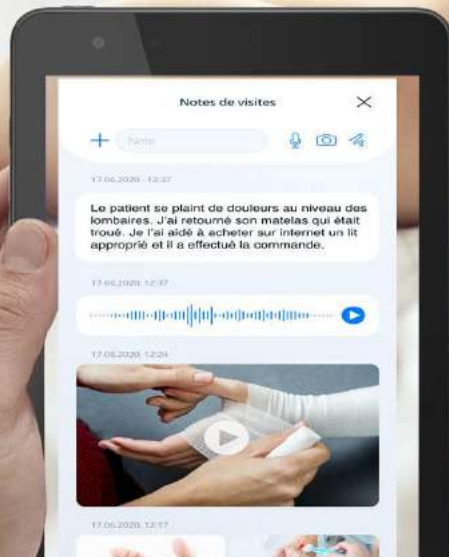 Notes de visites
Note
17.06.2020 - 12:37
Le patient se plaint de douleurs au niveau des
lombaires. J'ai retourné son matelas qui était
troué. Je l'ai aidé à acheter sur internet un lit
approprié et il a effectué la commande.
17.06.2020, 12:37
17.06.2020, 12:24
17.06.2020, 12:17